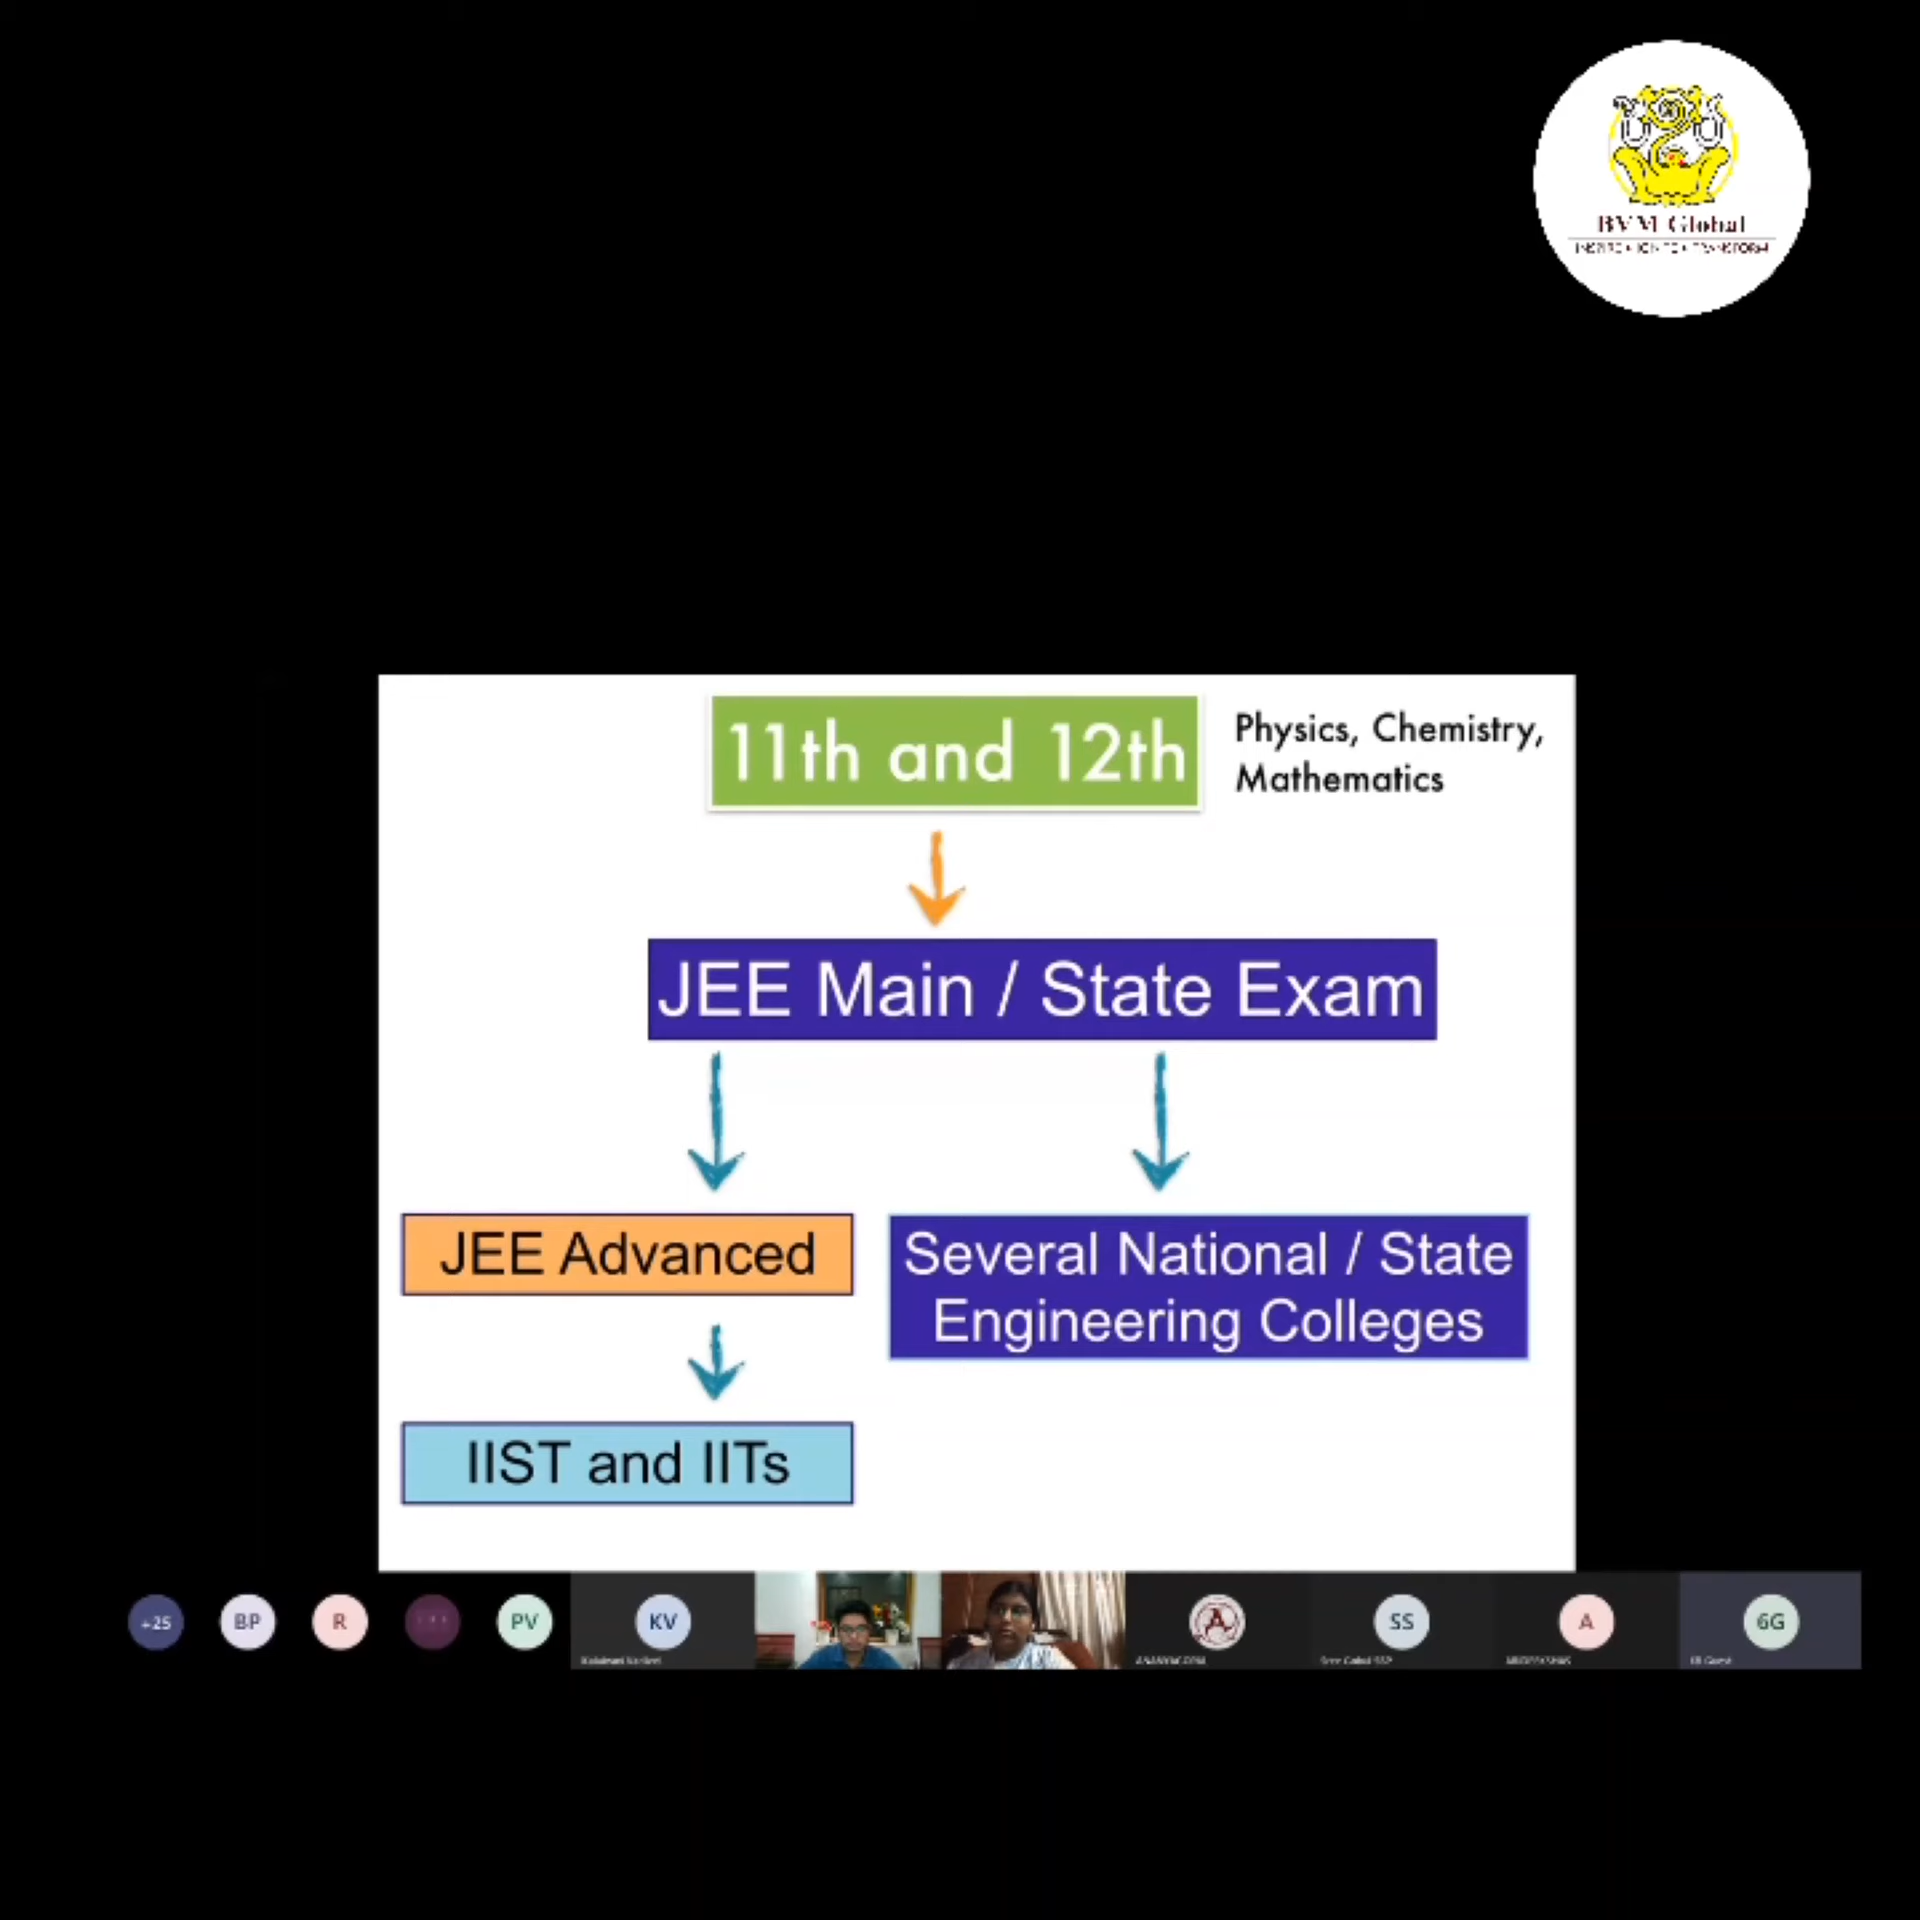 BVM Global
11th and 12th
Physics, Chemistry,
Mathematics
JEE Main / State Exam
JEE Advanced
Several National / State
Engineering Colleges
IIST and IITs
+25
BP
R
PV
KV
A
SS
A
6G